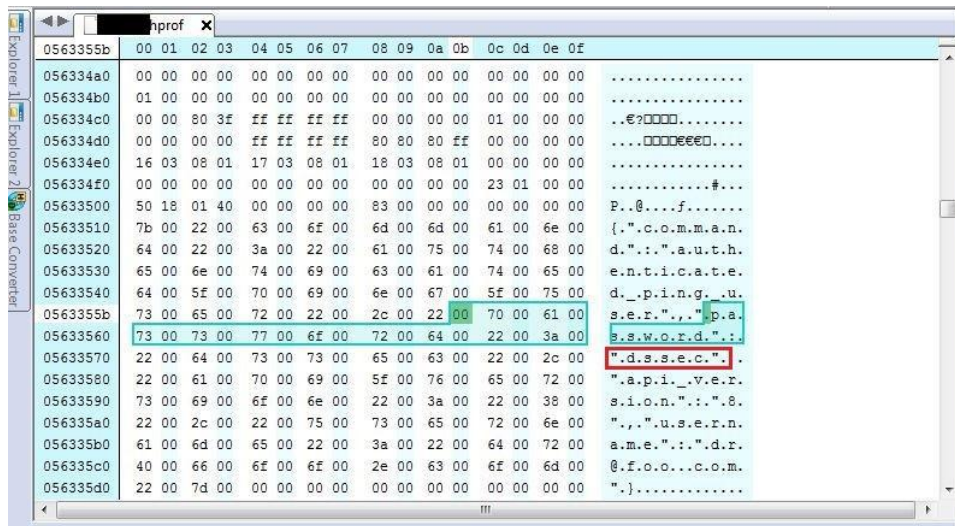 hprof x
Explorer 1
Explorer 2
Base Converter
0563355b 00 01 02 03 04 05 06 07 08 09 0a 0b 0c 0d 0e 0f
056334a0 00 00 00 00 00 00 00 00 00 00 00 00 00 00 00 00 ................
056334b0 01 00 00 00 00 00 00 00 00 00 00 00 00 00 00 00 ................
056334c0 00 00 80 3f ff ff ff ff 00 00 00 00 01 00 00 00 ..€?□□□□........
056334d0 00 00 00 00 ff ff ff ff 80 80 80 ff 00 00 00 00 ....□□□□€€€□....
056334e0 16 03 08 01 17 03 08 01 18 03 08 01 00 00 00 00 ................
056334f0 00 00 00 00 00 00 00 00 00 00 00 00 23 01 00 00 ............#...
05633500 50 18 01 40 00 00 00 00 83 00 00 00 00 00 00 00 P..@....ƒ.......
05633510 7b 00 22 00 63 00 6f 00 6d 00 6d 00 61 00 6e 00 {.".c.o.m.m.a.n.
05633520 64 00 22 00 3a 00 22 00 61 00 75 00 74 00 68 00 d.".:.".a.u.t.h.
05633530 65 00 6e 00 74 00 69 00 63 00 61 00 74 00 65 00 e.n.t.i.c.a.t.e.
05633540 64 00 5f 00 70 00 69 00 6e 00 67 00 5f 00 75 00 d._.p.i.n.g._.u.
0563355b 73 00 65 00 72 00 22 00 2c 00 22 00 70 00 61 00 s.e.r.".,.".p.a.
05633560 73 00 73 00 77 00 6f 00 72 00 64 00 22 00 3a 00 s.s.w.o.r.d.".:.
05633570 22 00 64 00 73 00 73 00 65 00 63 00 22 00 2c 00 ".d.s.s.e.c."..
05633580 22 00 61 00 70 00 69 00 5f 00 76 00 65 00 72 00 ".a.p.i._.v.e.r.
05633590 73 00 69 00 6f 00 6e 00 22 00 3a 00 22 00 38 00 s.i.o.n.".:.".8.
056335a0 22 00 2c 00 22 00 75 00 73 00 65 00 72 00 6e 00 ".,.".u.s.e.r.n.
056335b0 61 00 6d 00 65 00 22 00 3a 00 22 00 64 00 72 00 a.m.e.".:.".d.r.
056335c0 40 00 66 00 6f 00 6f 00 2e 00 63 00 6f 00 6d 00 @.f.o.o...c.o.m.
056335d0 22 00 7d 00 00 00 00 00 00 00 00 00 00 00 00 00 ".}.............